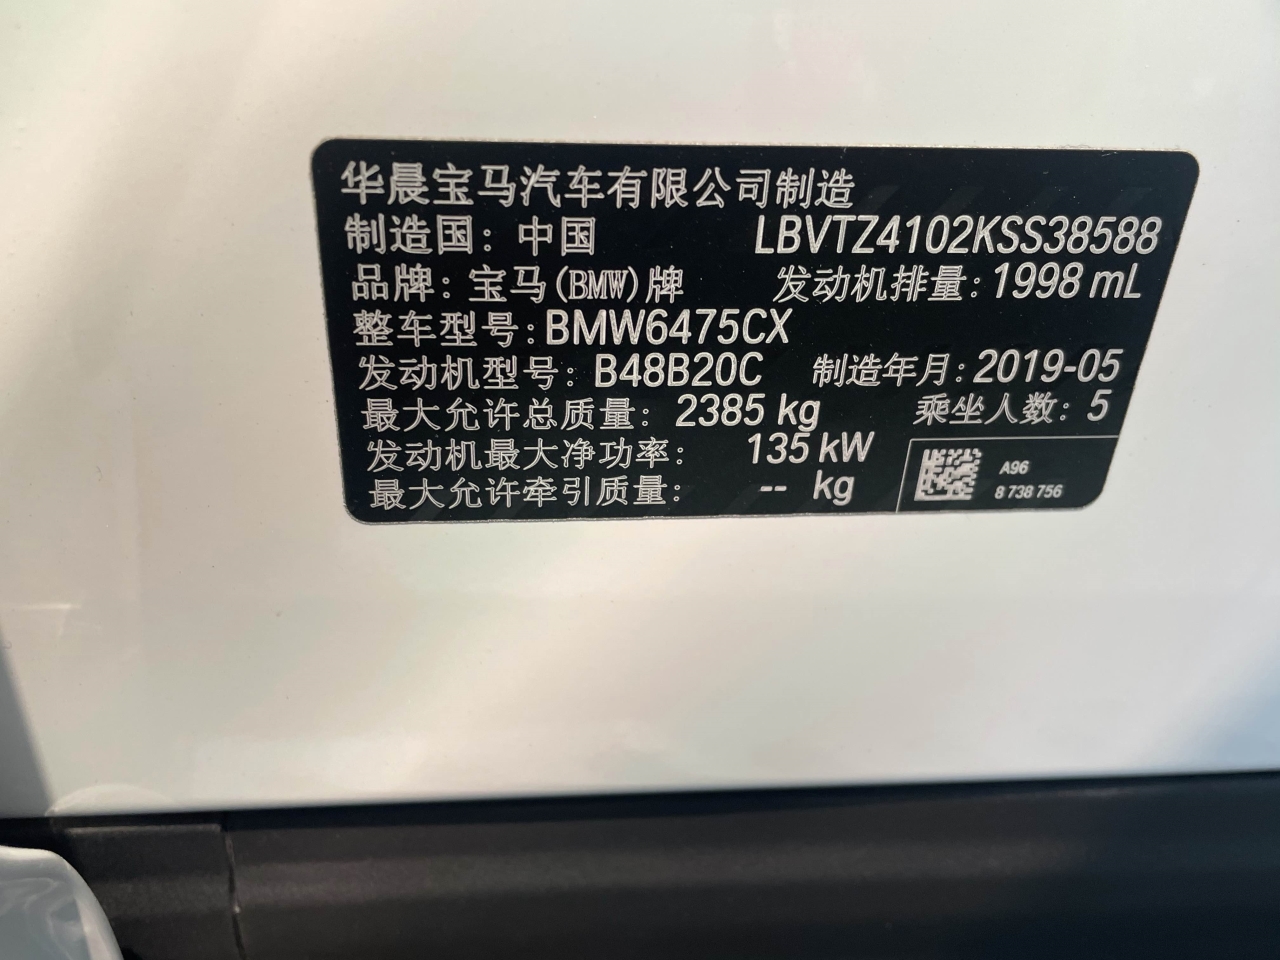 华晨宝马汽车有限公司制造
制造国：中国 LBVTZ4102KSS38588
品牌：宝马(BMW)牌 发动机排量：1998 mL
整车型号：BMW6475CX
发动机型号：B48B20C 制造年月：2019-05
最大允许总质量：2385 kg 乘坐人数：5
发动机最大净功率：135 kW
最大允许牵引质量：-- kg
A96
8 738 756